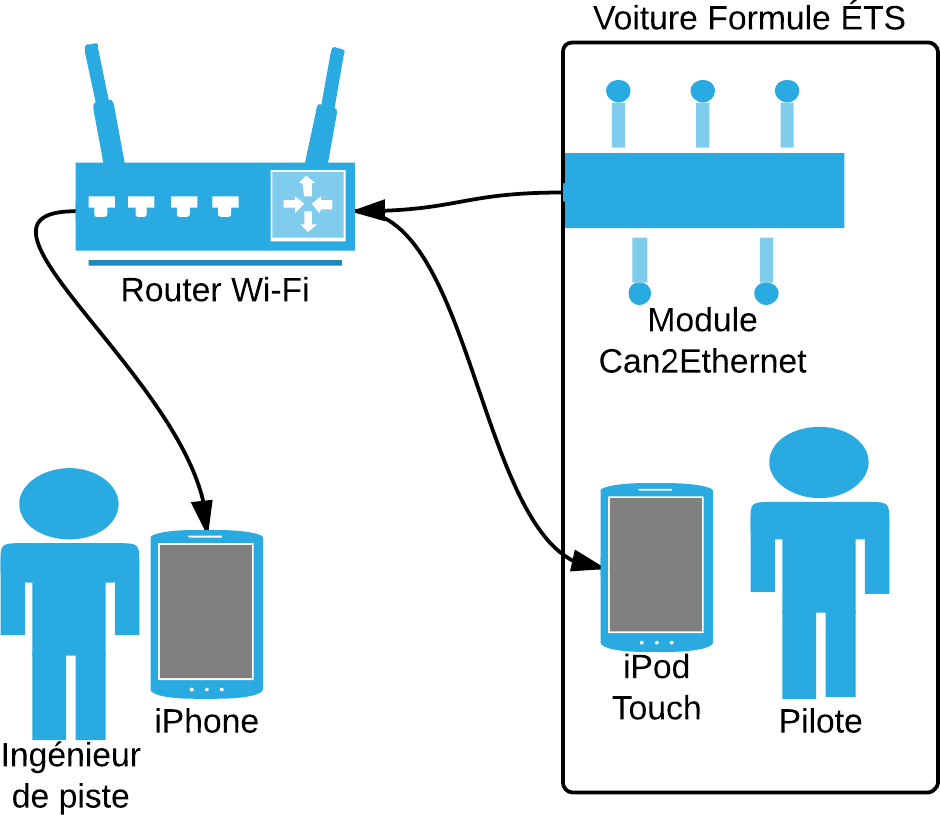 Voiture Formule ÉTS
Router Wi-Fi
Module
Can2Ethernet
iPod
Touch
Pilote
iPhone
Ingénieur
de piste